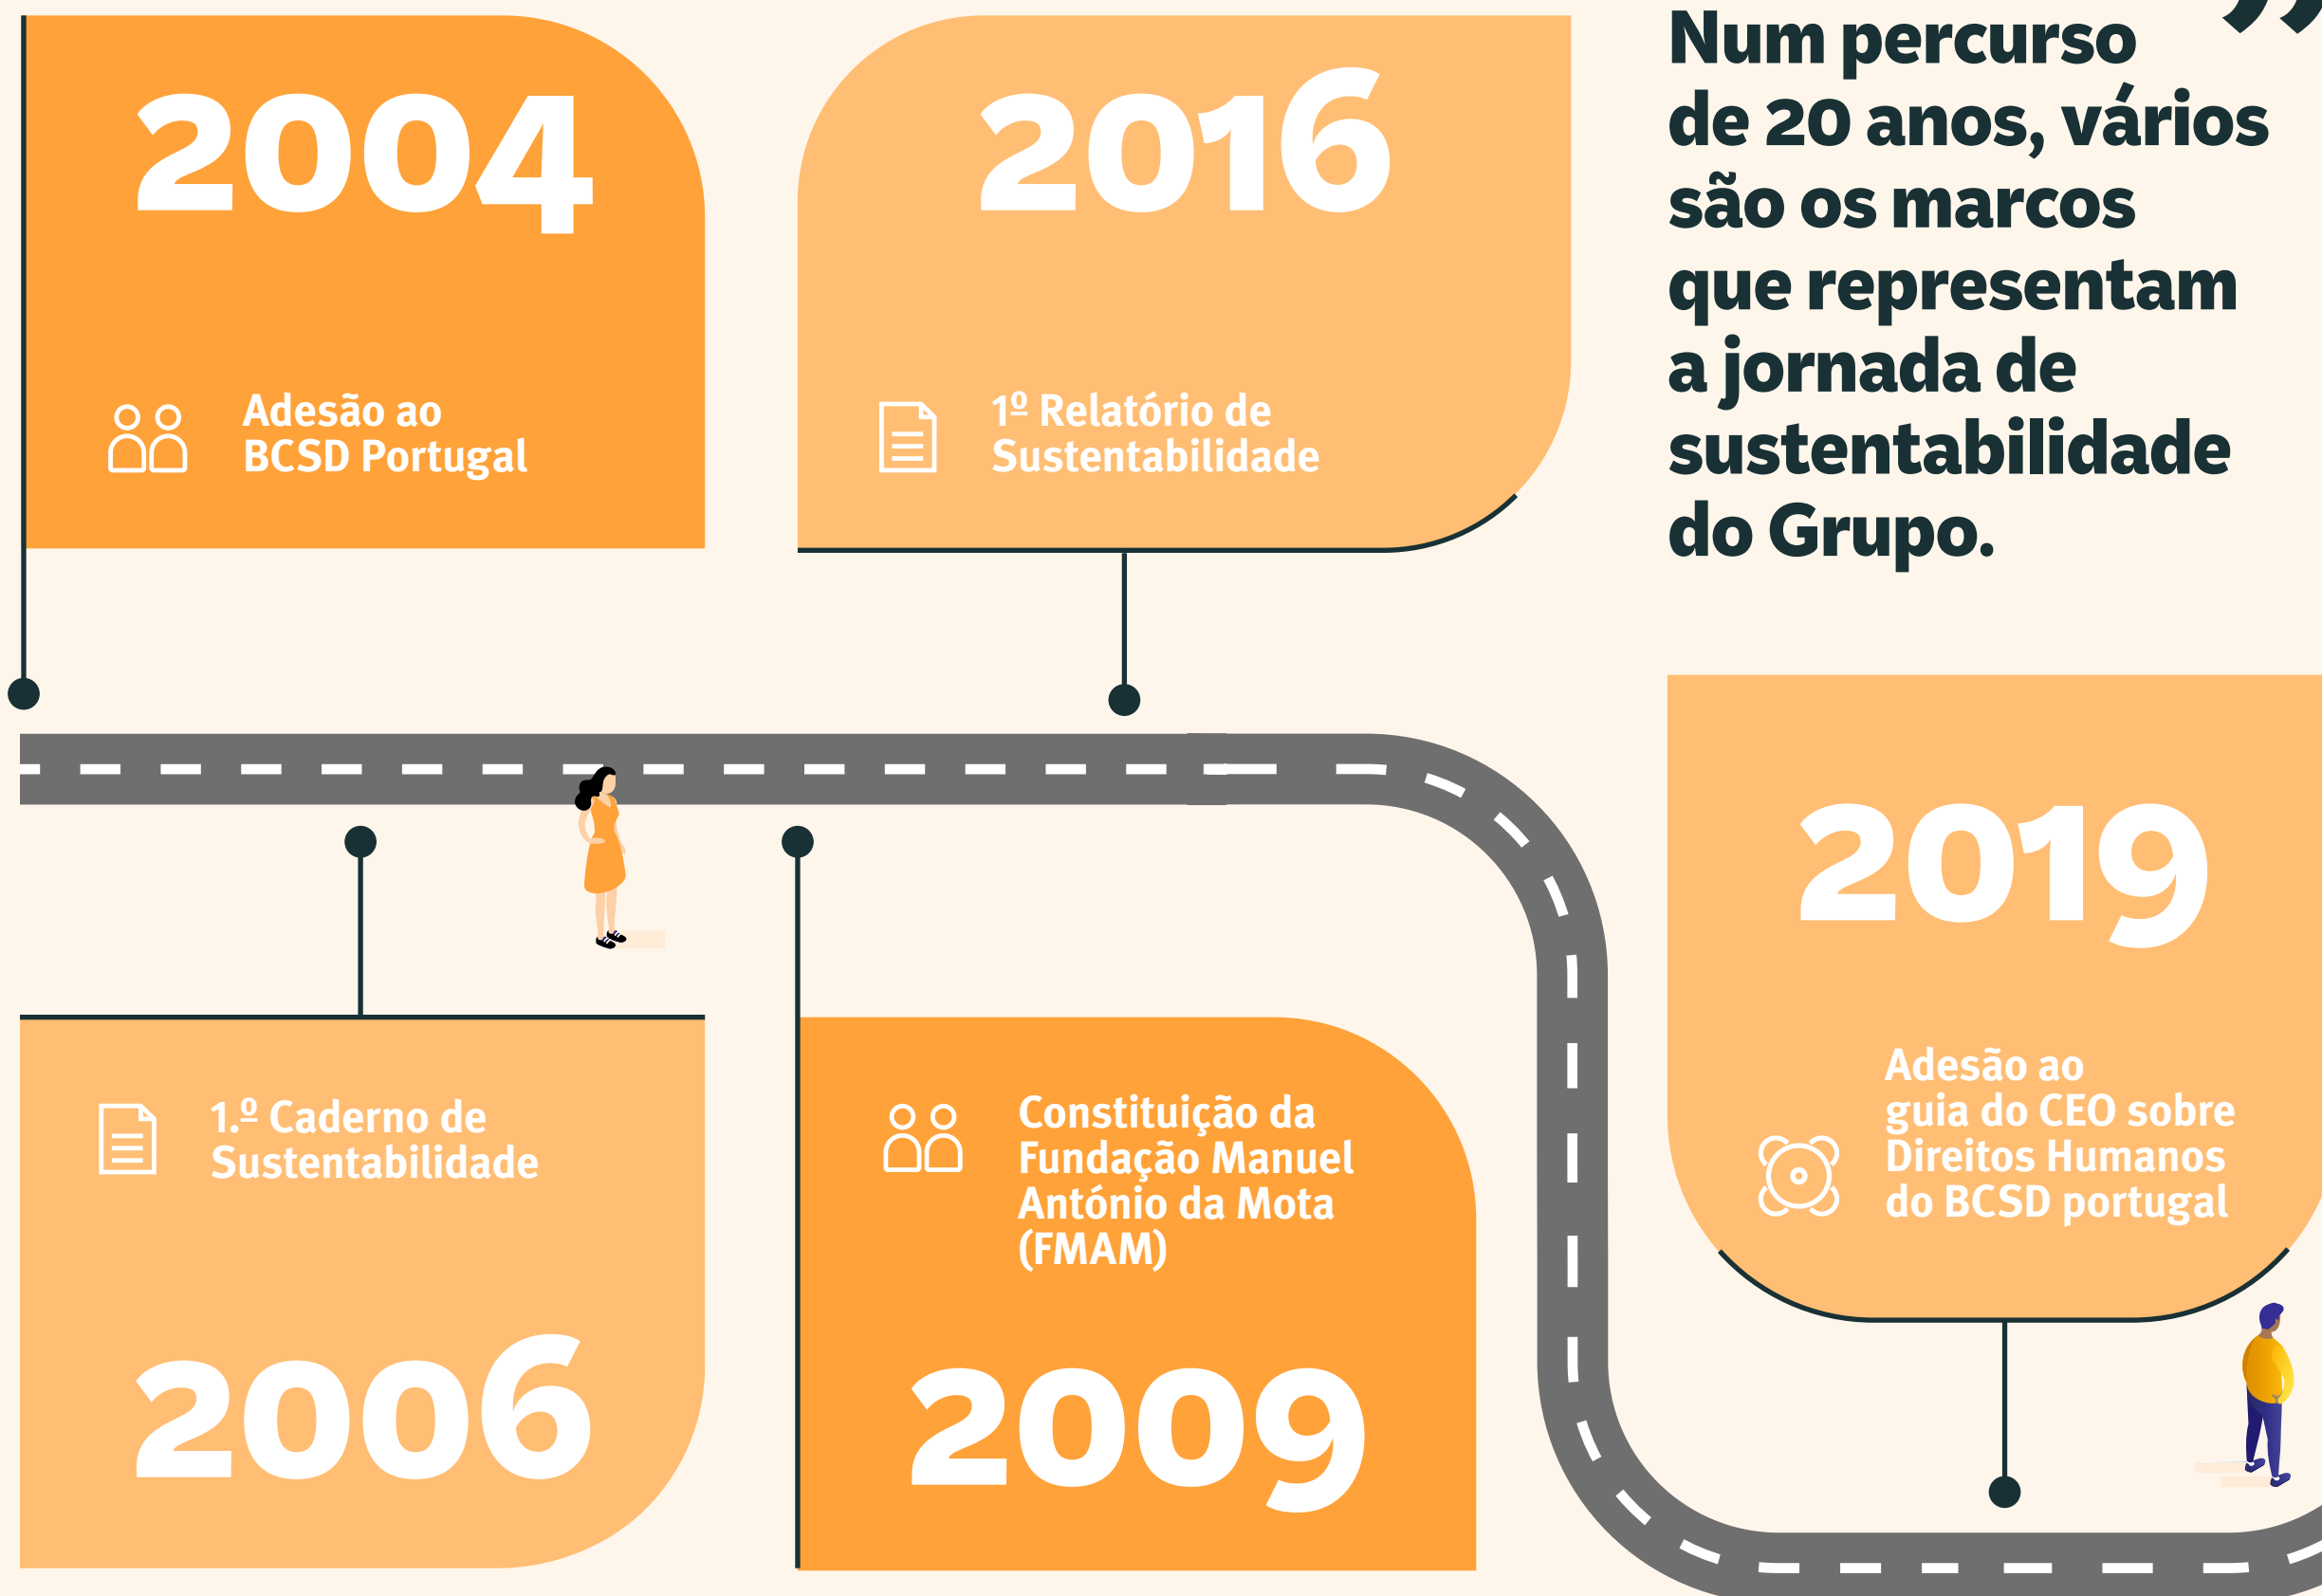 2004
Adesão ao
BCSD Portugal
2016
1º Relatório de
Sustentabilidade
”
Num percurso
de 20 anos, vários
são os marcos
que representam
a jornada de
sustentabilidade
do Grupo.
1.º Caderno de
Sustentabilidade
2006
Constituição da
Fundação Manuel
António da Mota
(FMAM)
2009
2019
Adesão ao
guia do CEO sobre
Direitos Humanos
do BCSD portugal